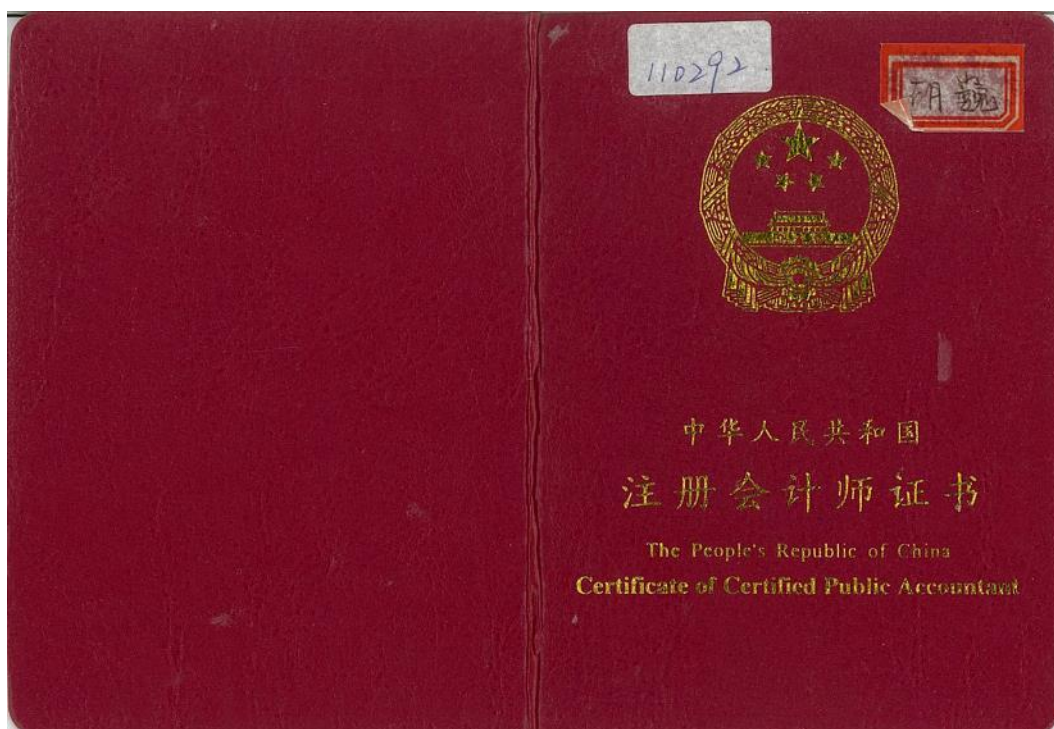 110292
胡巍
中华人民共和国
注册会计师证书
The People's Republic of China
Certificate of Certified Public Accountant